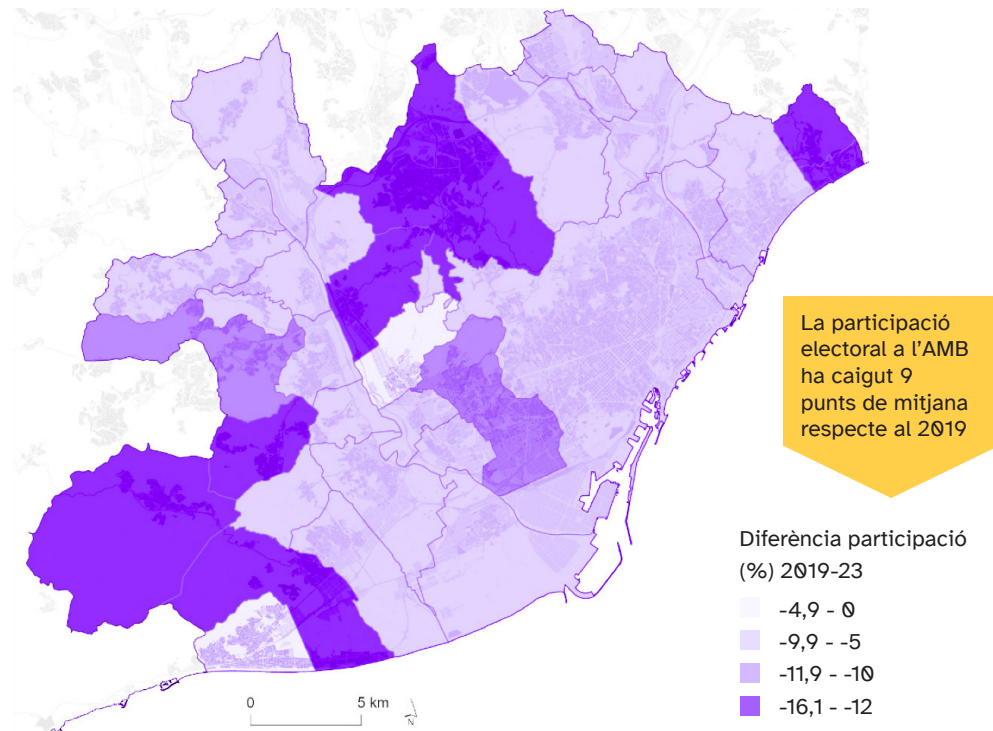 La participació
electoral a l’AMB
ha caigut 9
punts de mitjana
respecte al 2019
Diferència participació
(%) 2019-23
-4,9 - 0
-9,9 - -5
-11,9 - -10
-16,1 - -12
0 5 km
N